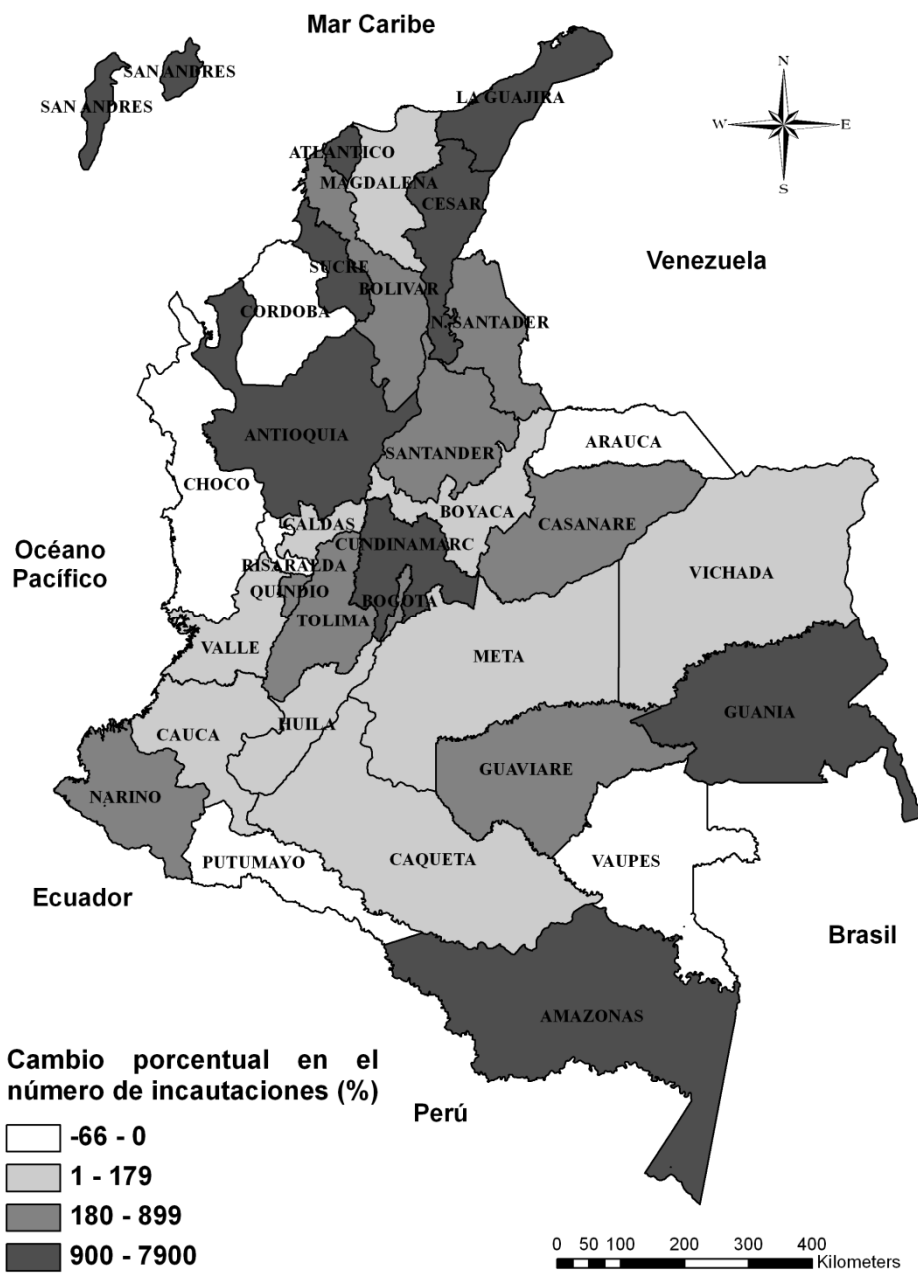 Mar Caribe
SAN ANDRES
SAN ANDRES
LA GUAJIRA
N
W
E
S
ATLANTICO
MAGDALENA
CESAR
Venezuela
SUCRE
BOLIVAR
CORDOBA
N. SANTADER
ANTIOQUIA
SANTANDER
ARAUCA
CHOCO
BOYACA
CASANARE
CALDAS
CUNDINAMARC
Océano
Pacífico
RISARALDA
VICHADA
QUINDIO
BOGOTA
TOLIMA
VALLE
META
GUANIA
HUILA
CAUCA
GUAVIARE
NARINO
PUTUMAYO
CAQUETA
VAUPES
Ecuador
Brasil
AMAZONAS
Cambio porcentual en el
número de incautaciones (%)
Perú
-66 - 0
1 - 179
180 - 899
900 - 7900
0 50 100 200 300 400
Kilometers